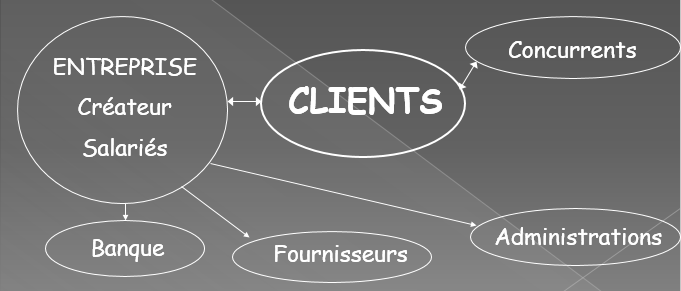 ENTREPRISE
Créateur
Salariés
CLIENTS
Concurrents
Banque
Fournisseurs
Administrations